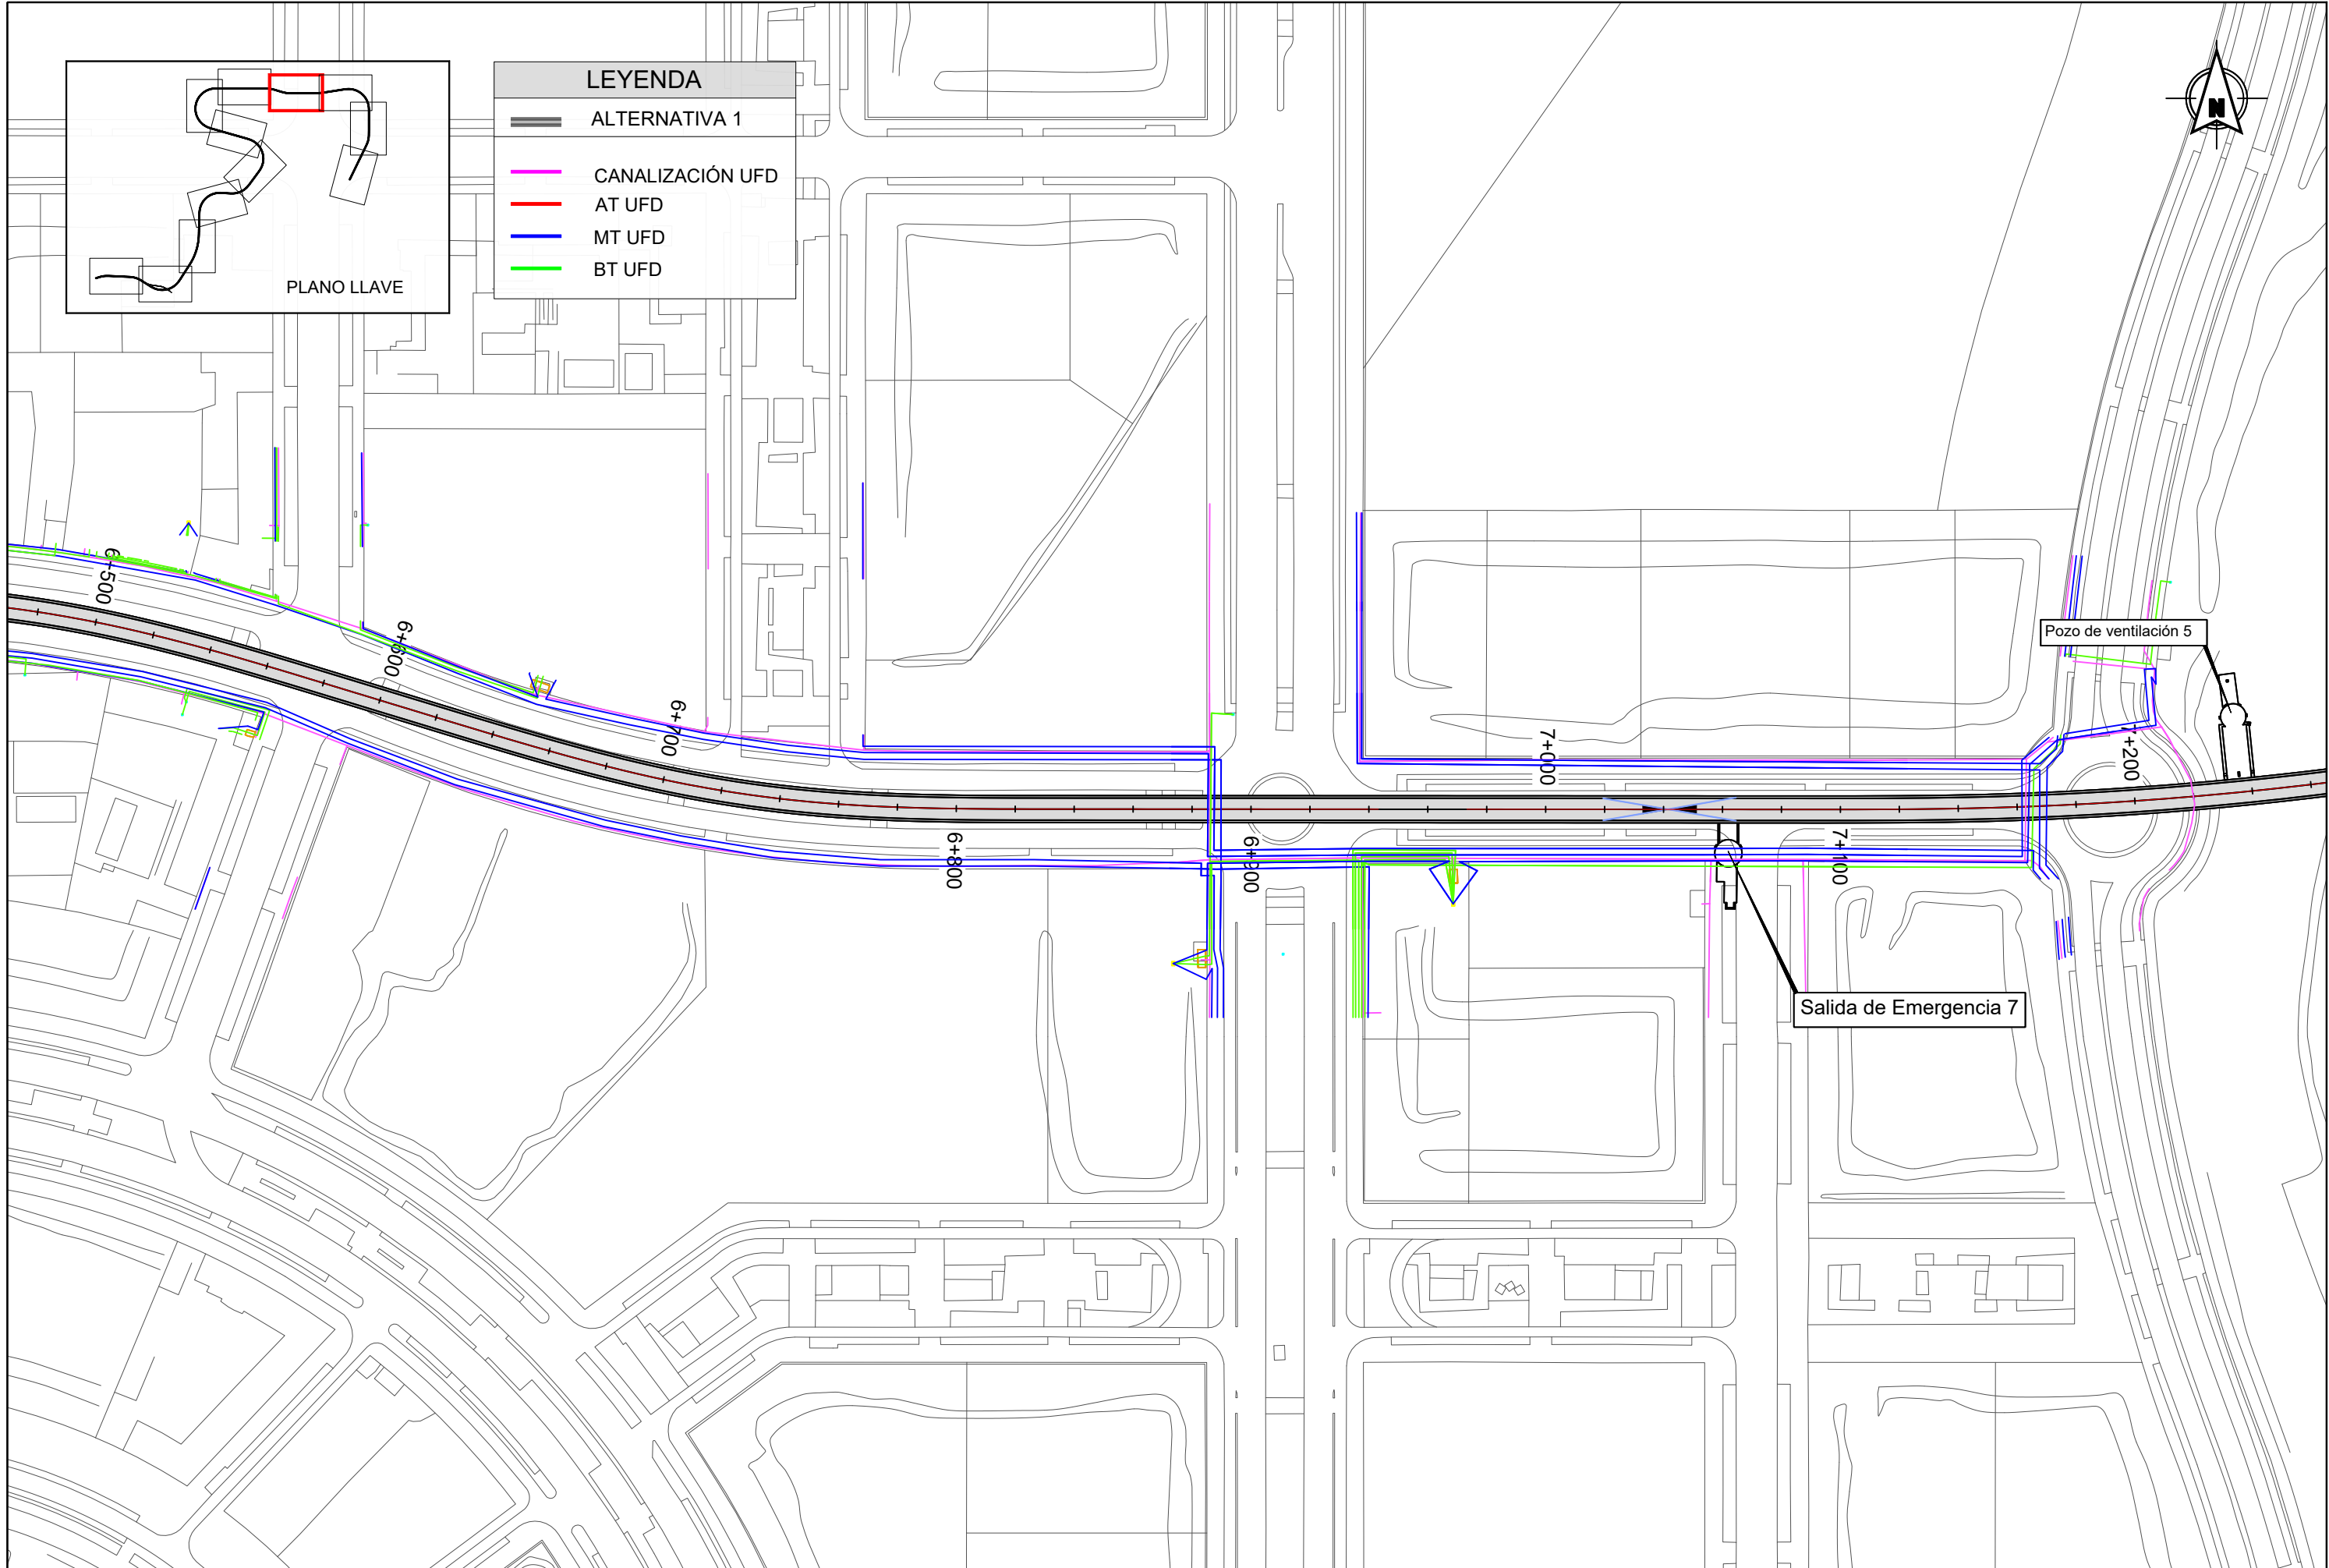 LEYENDA
ALTERNATIVA 1
CANALIZACIÓN UFD
AT UFD
MT UFD
BT UFD
PLANO LLAVE
N
6+500
6+600
6+700
6+800
6+900
7+000
7+100
7+200
Pozo de ventilación 5
Salida de Emergencia 7